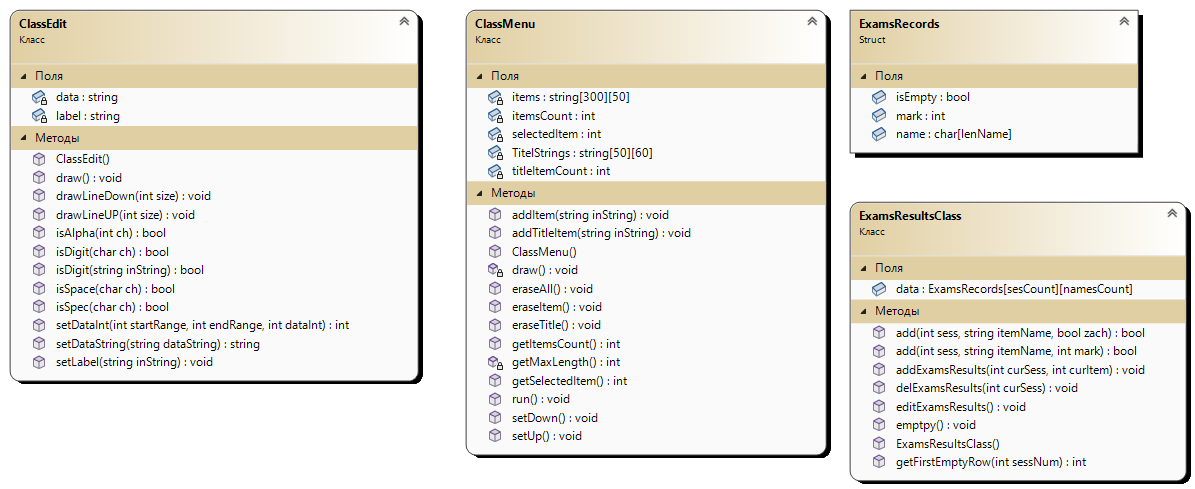 ClassEdit
Класс
Поля
data : string
label : string
Методы
ClassEdit()
draw() : void
drawLineDown(int size) : void
drawLineUP(int size) : void
isAlpha(int ch) : bool
isDigit(char ch) : bool
isDigit(string inString) : bool
isSpace(char ch) : bool
isSpec(char ch) : bool
setDataInt(int startRange, int endRange, int dataInt) : int
setDataString(string dataString) : string
setLabel(string inString) : void
ClassMenu
Класс
Поля
items : string[300][50]
itemsCount : int
selectedItem : int
TitelStrings : string[50][60]
titleItemCount : int
Методы
addItem(string inString) : void
addTitleItem(string inString) : void
ClassMenu()
draw() : void
eraseAll() : void
eraseItem() : void
eraseTitle() : void
getItemsCount() : int
getMaxLength() : int
getSelectedItem() : int
run() : void
setDown() : void
setUp() : void
ExamsRecords
Struct
Поля
isEmpty : bool
mark : int
name : char[lenName]
ExamsResultsClass
Класс
Поля
data : ExamsRecords[sesCount][namesCount]
Методы
add(int sess, string itemName, bool zach) : bool
add(int sess, string itemName, int mark) : bool
addExamsResults(int curSess, int curItem) : void
delExamsResults(int curSess) : void
editExamsResults() : void
emptpy() : void
ExamsResultsClass()
getFirstEmptyRow(int sessNum) : int